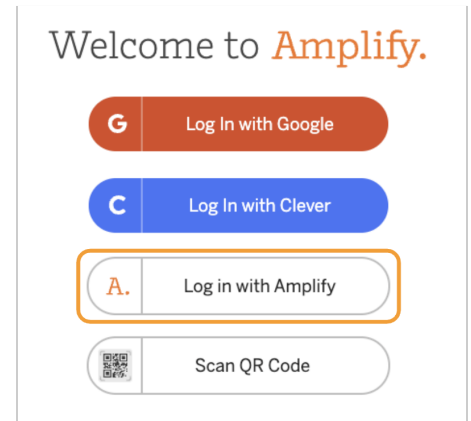 Welcome to Amplify.
G Log In with Google
C Log In with Clever
A. Log in with Amplify
Scan QR Code